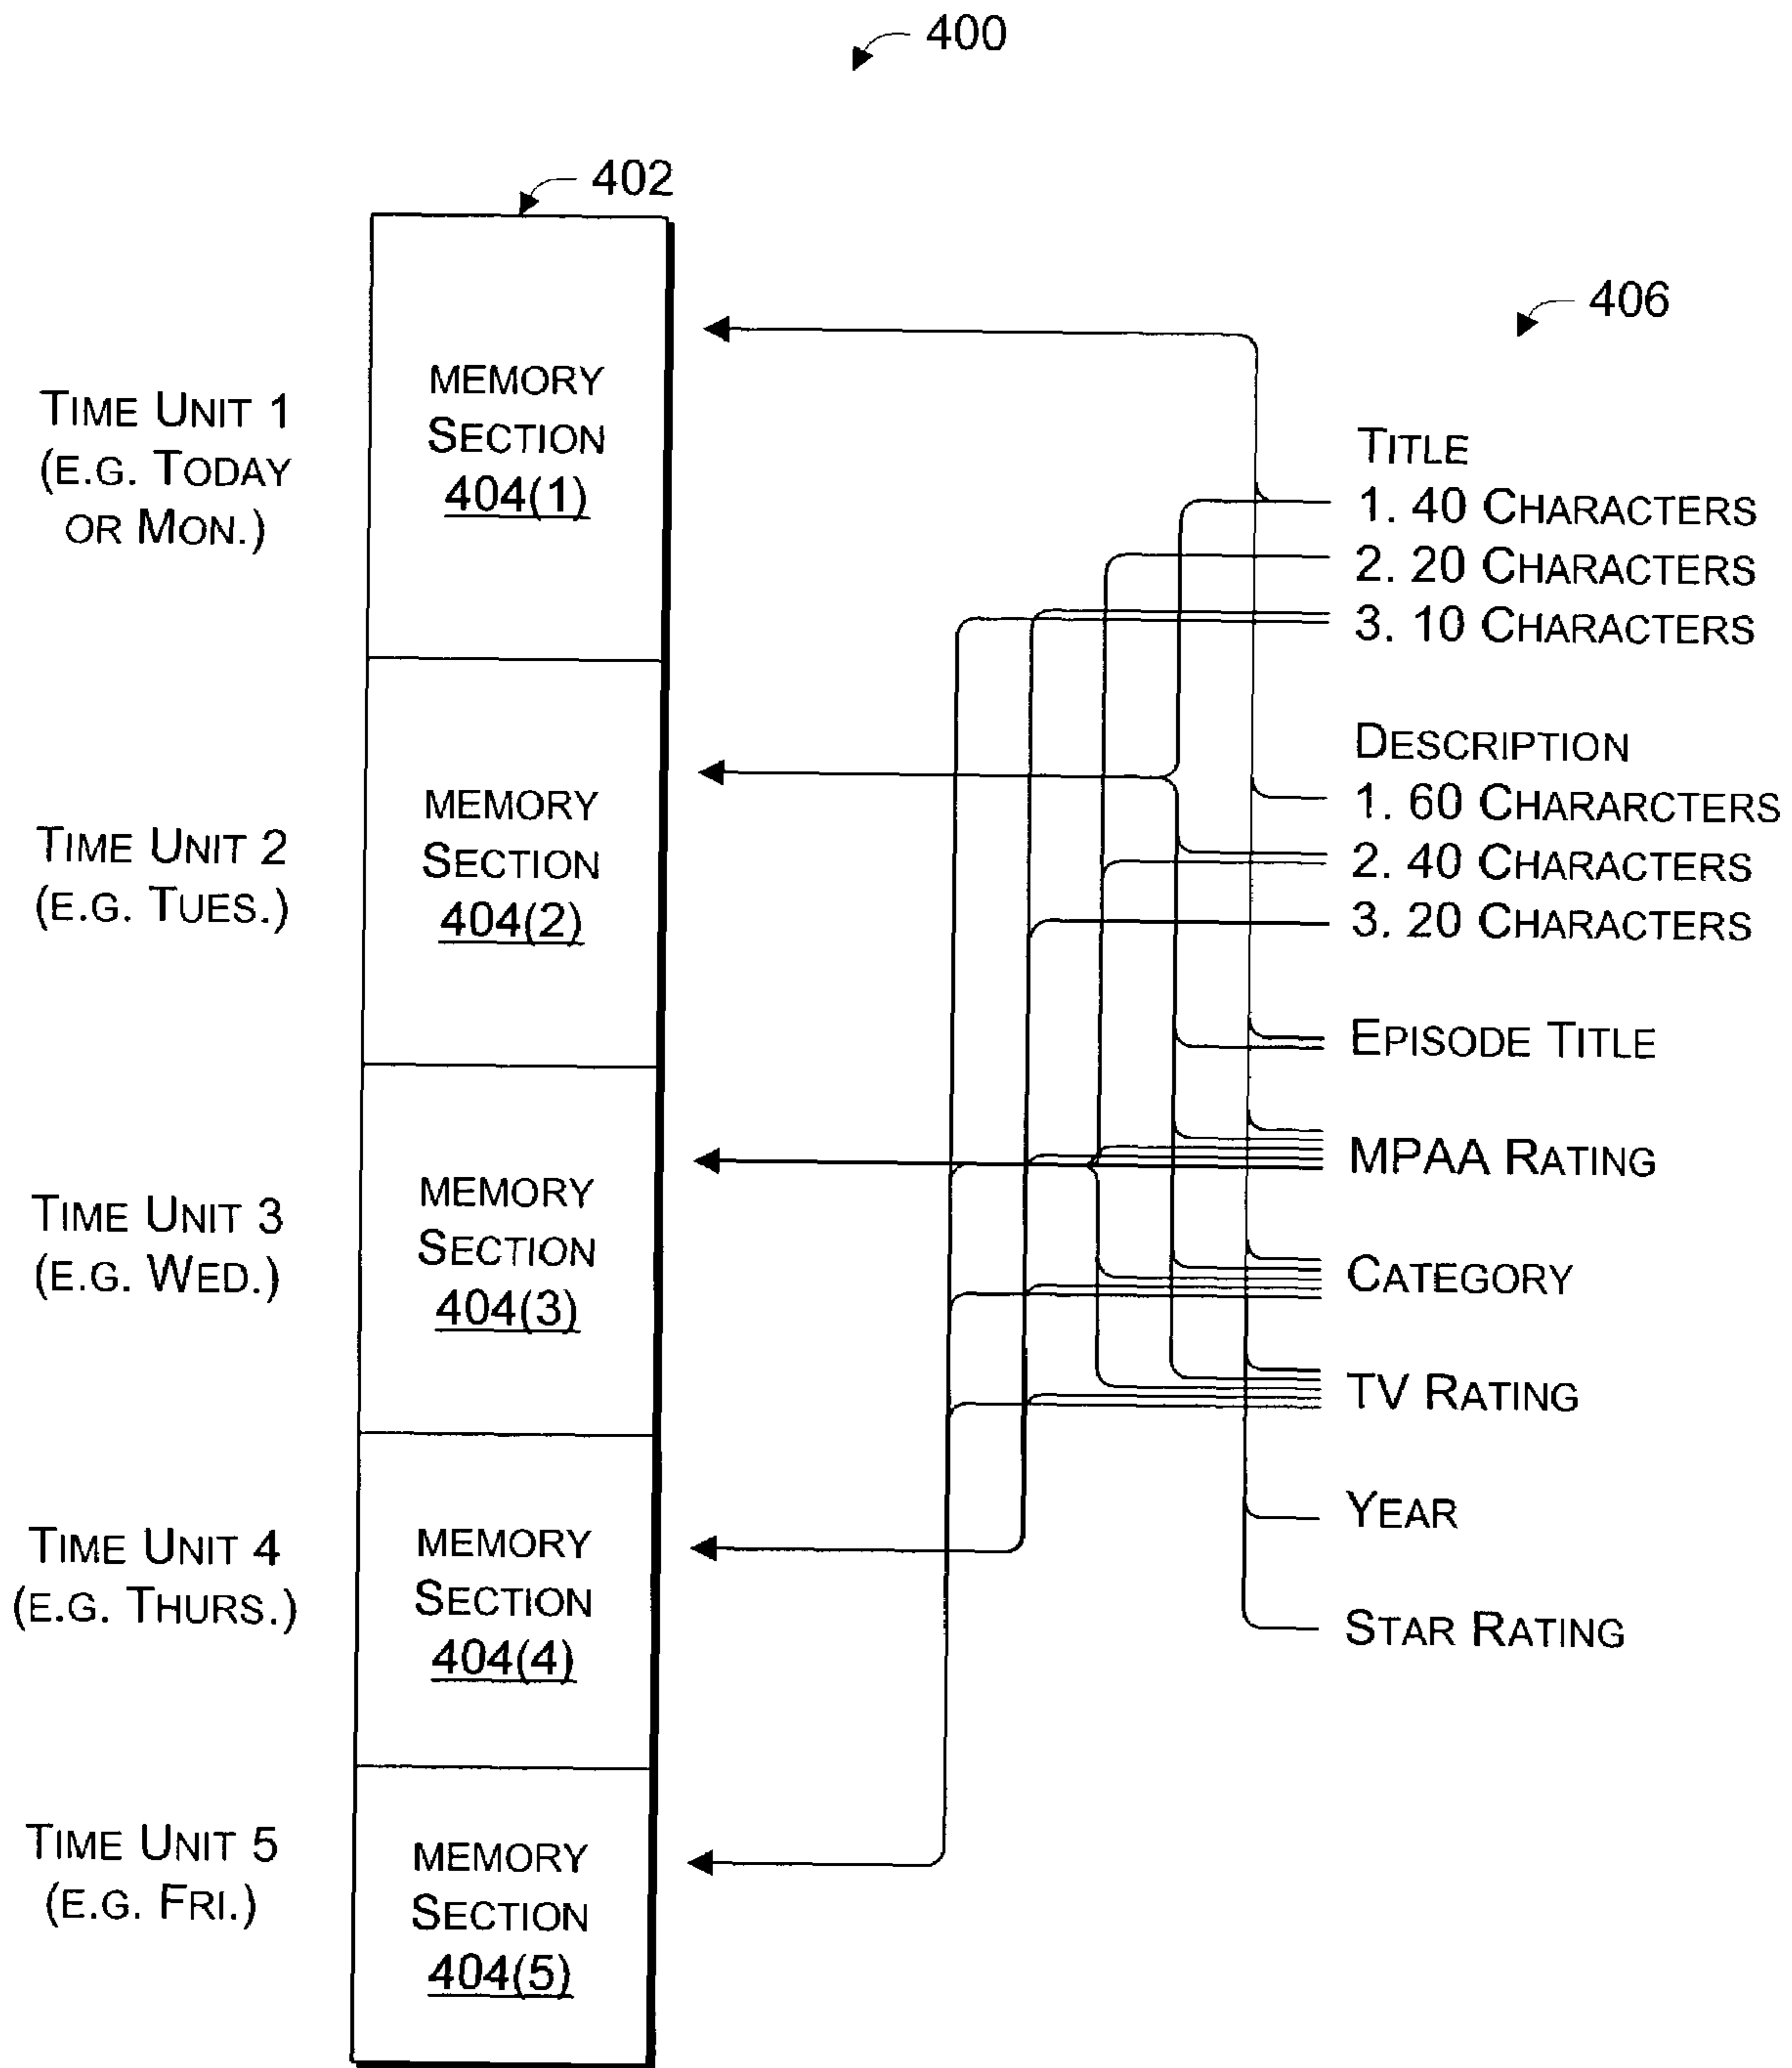 400
402
406
TIME UNIT 1
(E.G. TODAY
OR MON.)
MEMORY
SECTION
404(1)
TIME UNIT 2
(E.G. TUES.)
MEMORY
SECTION
404(2)
TIME UNIT 3
(E.G. WED.)
MEMORY
SECTION
404(3)
TIME UNIT 4
(E.G. THURS.)
MEMORY
SECTION
404(4)
TIME UNIT 5
(E.G. FRI.)
MEMORY
SECTION
404(5)
TITLE
1. 40 CHARACTERS
2. 20 CHARACTERS
3. 10 CHARACTERS
DESCRIPTION
1. 60 CHARARCTERS
2. 40 CHARACTERS
3. 20 CHARACTERS
EPISODE TITLE
MPAA RATING
CATEGORY
TV RATING
YEAR
STAR RATING